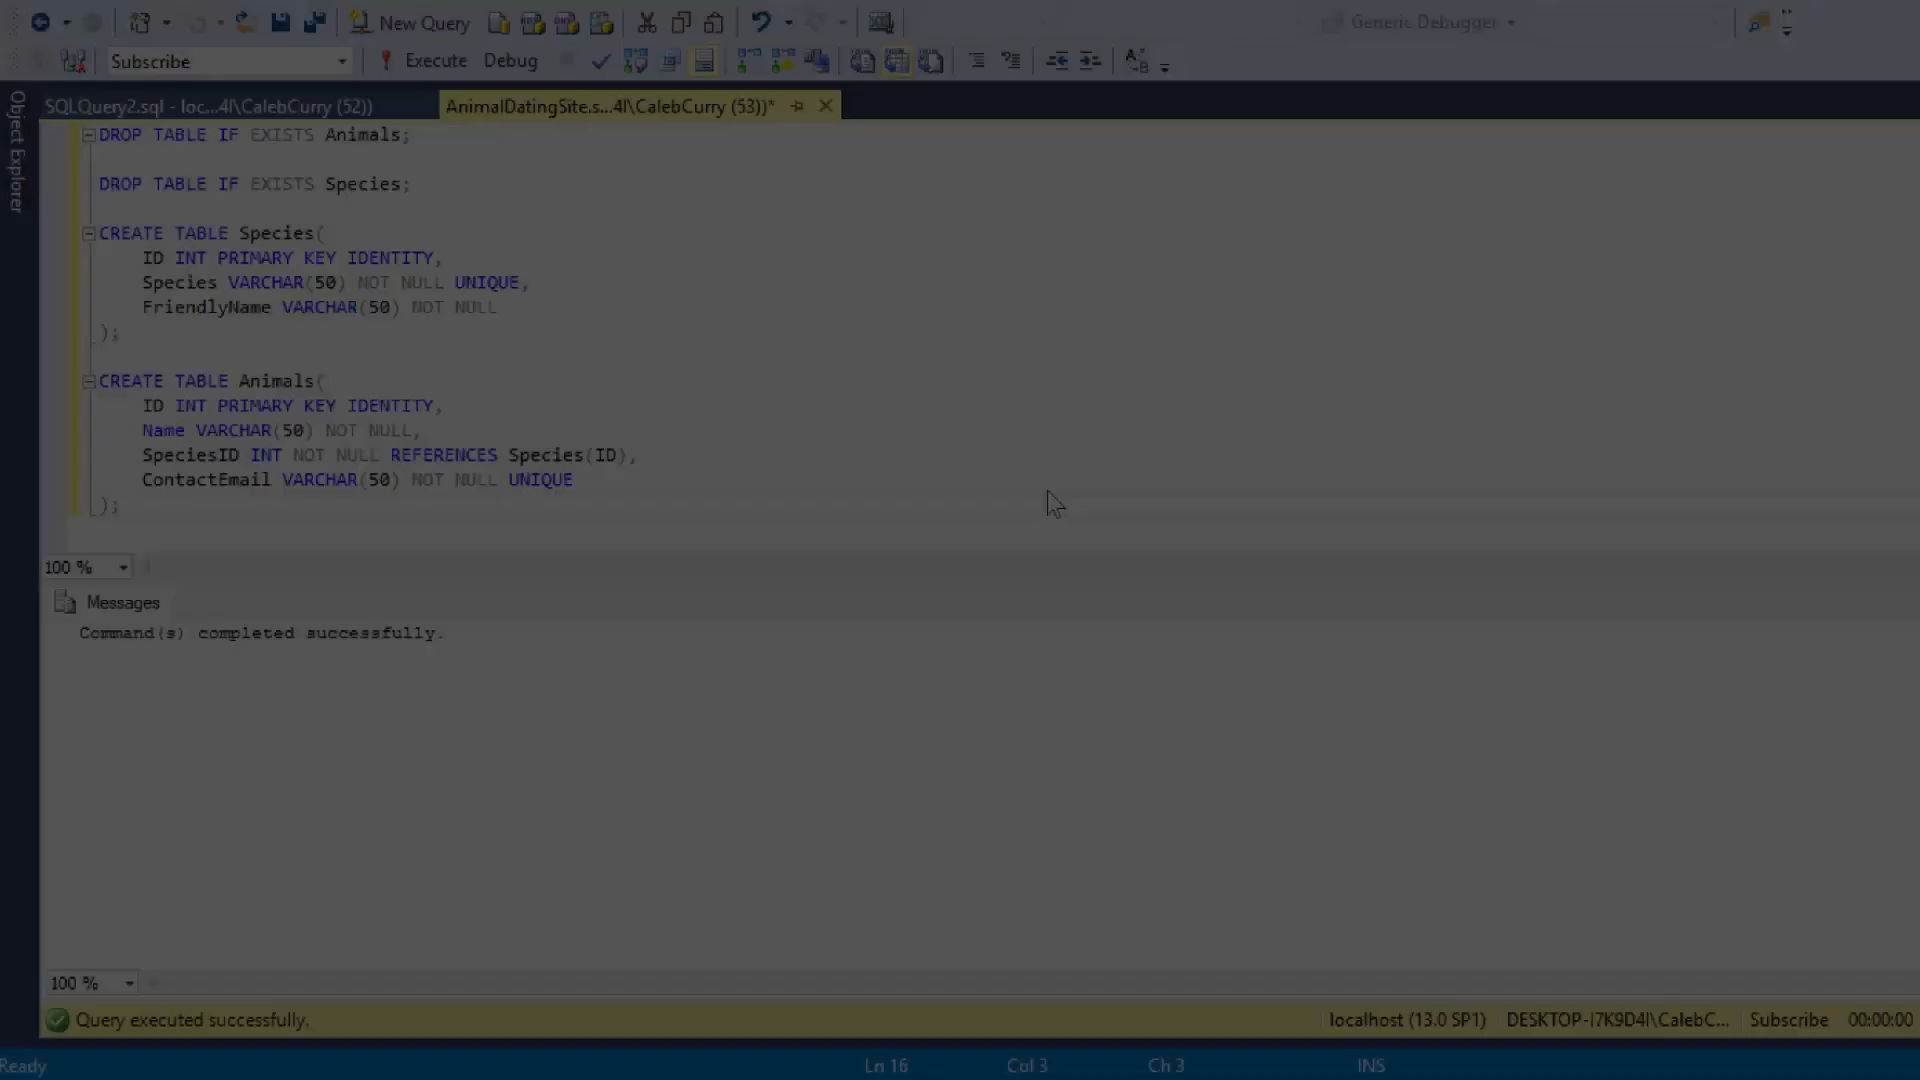 New Query
Generic Debugger
Subscribe
Execute
Debug
SQLQuery2.sql - loc...4I\CalebCurry (52))
AnimalDatingSite.s...4I\CalebCurry (53))*
Object Explorer
DROP TABLE IF EXISTS Animals;
DROP TABLE IF EXISTS Species;
CREATE TABLE Species(
ID INT PRIMARY KEY IDENTITY,
Species VARCHAR(50) NOT NULL UNIQUE,
FriendlyName VARCHAR(50) NOT NULL
);
CREATE TABLE Animals(
ID INT PRIMARY KEY IDENTITY,
Name VARCHAR(50) NOT NULL,
SpeciesID INT NOT NULL REFERENCES Species(ID),
ContactEmail VARCHAR(50) NOT NULL UNIQUE
);
100 %
Messages
Command(s) completed successfully.
100 %
Query executed successfully.
localhost (13.0 SP1)
DESKTOP-I7K9D4I\CalebC...
Subscribe
00:00:00
Ready
Ln 16
Col 3
Ch 3
INS